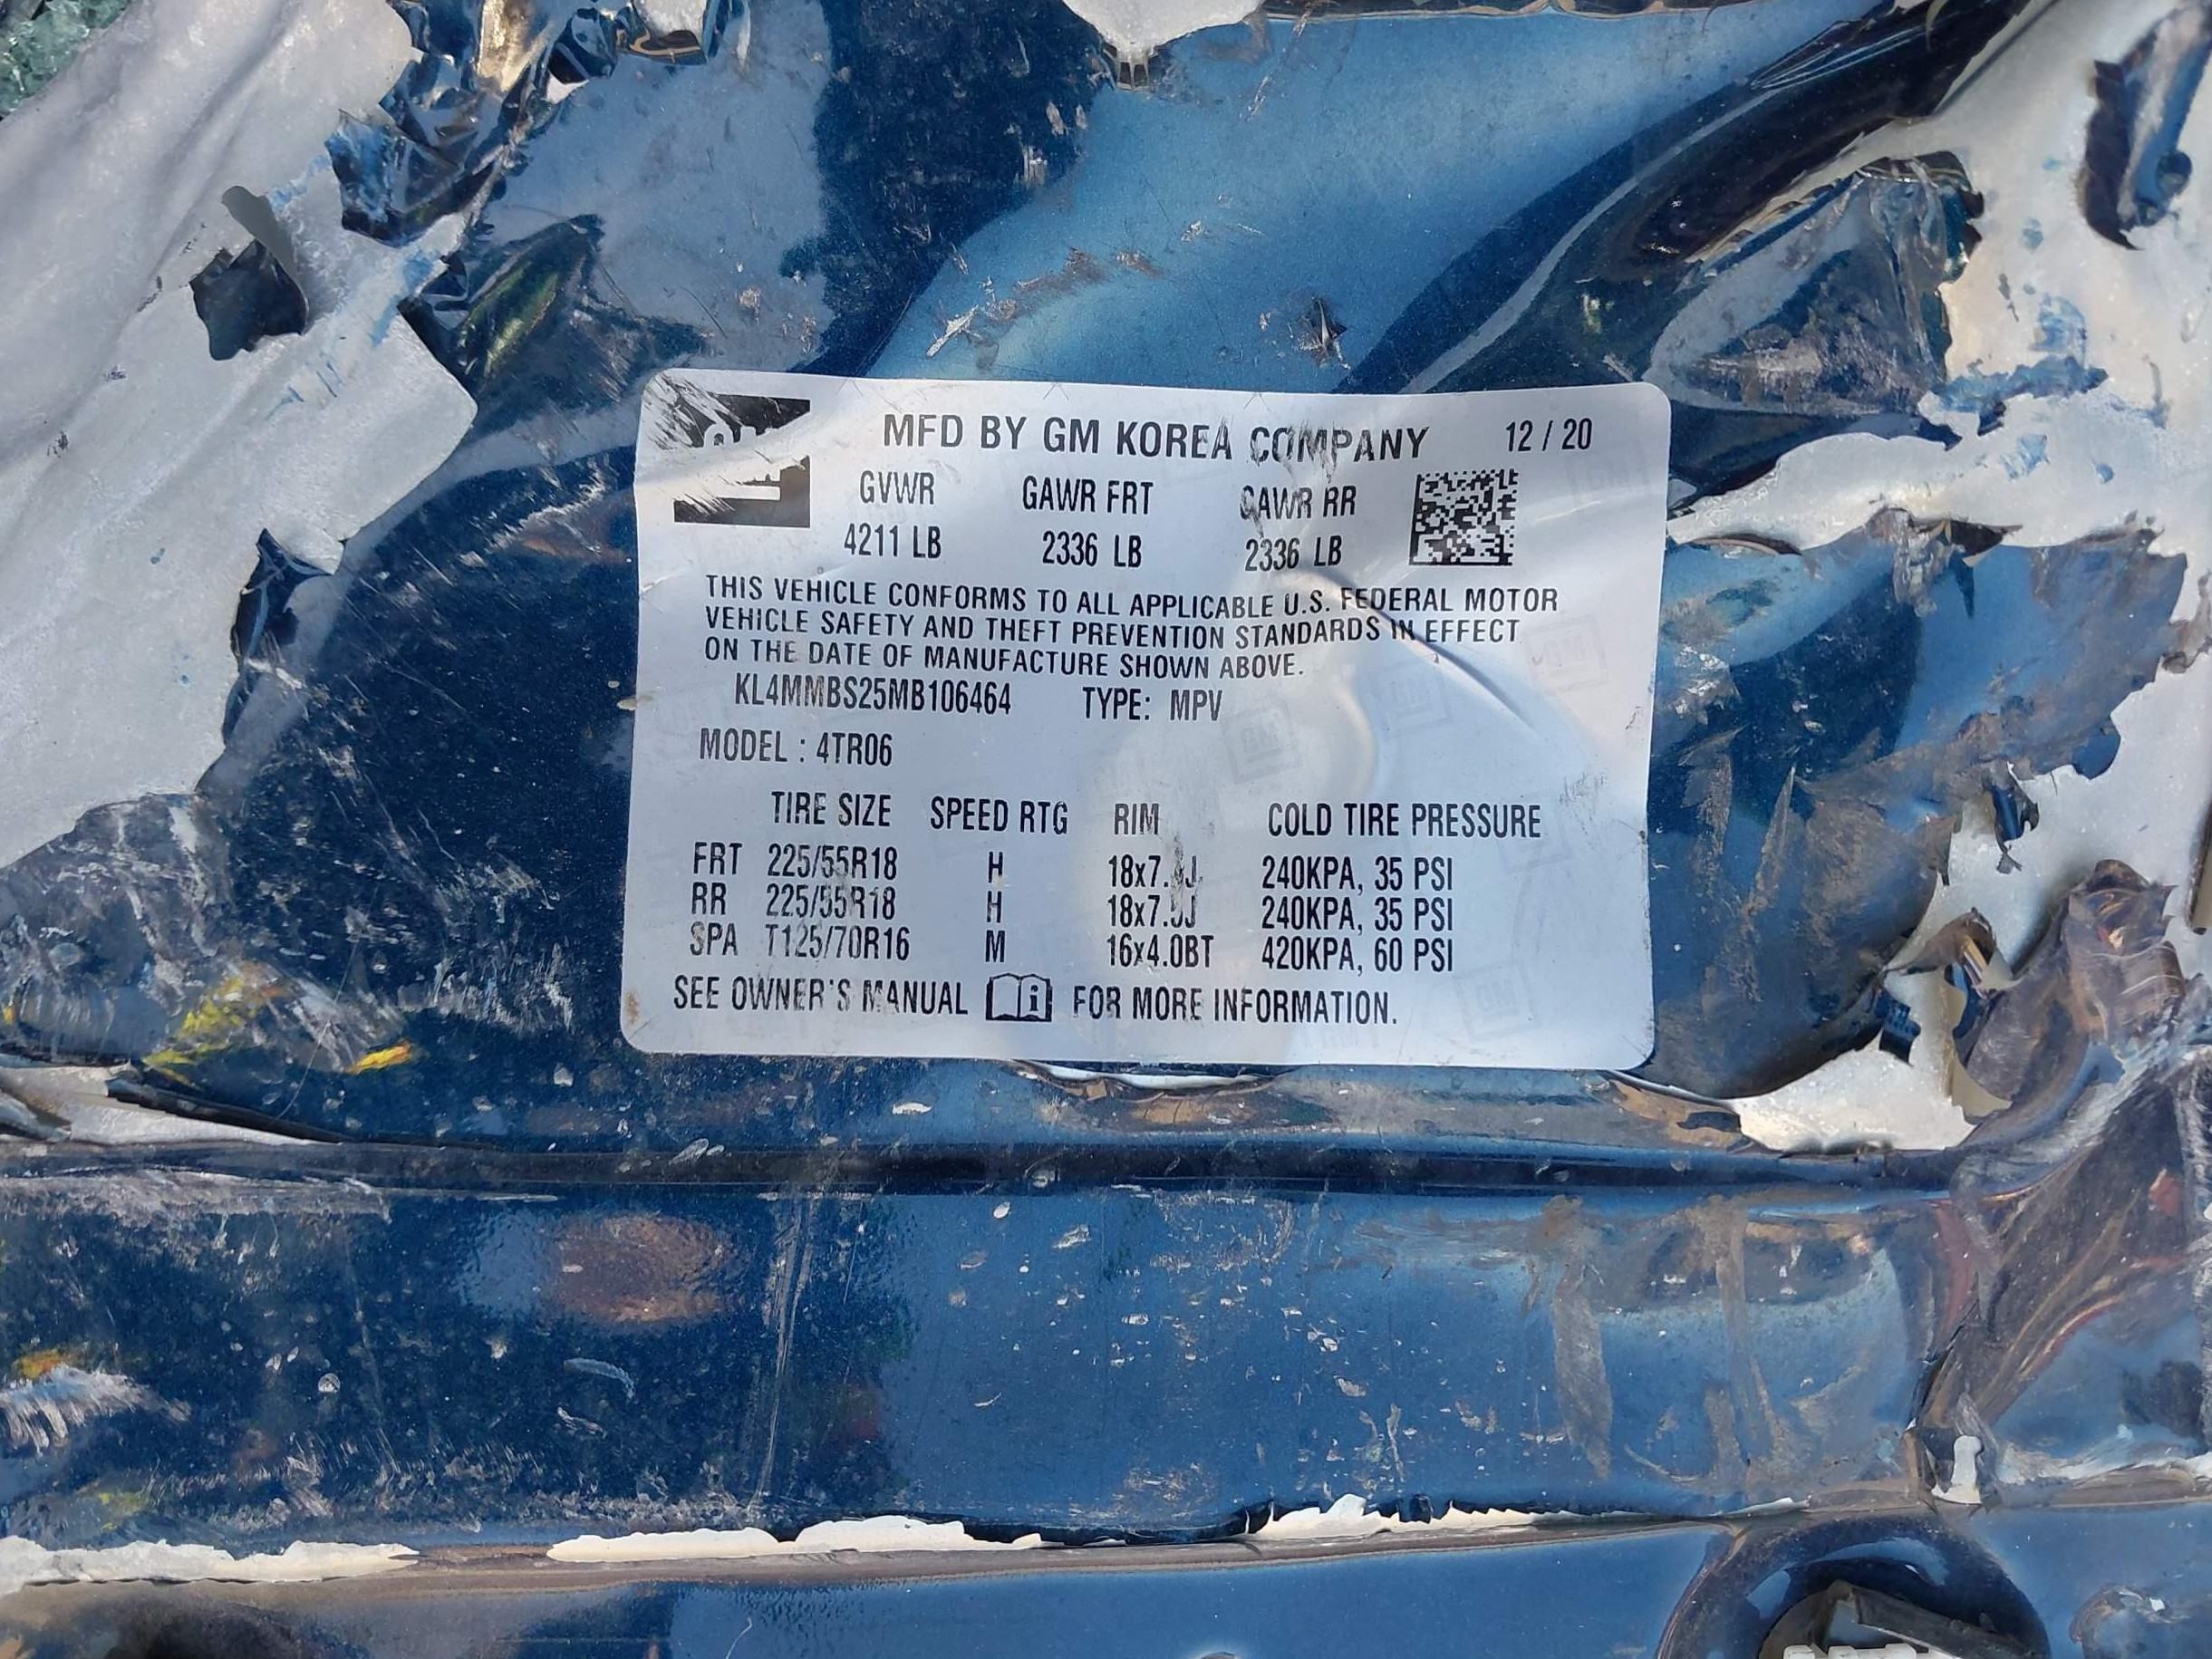 MFD BY GM KOREA COMPANY 12 / 20
GVWR GAWR FRT GAWR RR
4211 LB 2336 LB 2336 LB
THIS VEHICLE CONFORMS TO ALL APPLICABLE U.S. FEDERAL MOTOR
VEHICLE SAFETY AND THEFT PREVENTION STANDARDS IN EFFECT
ON THE DATE OF MANUFACTURE SHOWN ABOVE.
KL4MMBS25MB106464 TYPE: MPV
MODEL : 4TR06
TIRE SIZE SPEED RTG RIM COLD TIRE PRESSURE
FRT 225/55R18 H 240KPA, 35 PSI
RR 225/55R18 H 240KPA, 35 PSI
SPA T125/70R16 M 16x4.0BT 420KPA, 60 PSI
SEE OWNER'S MANUAL FOR MORE INFORMATION.